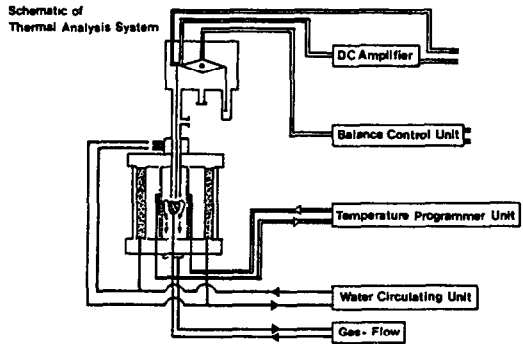 Schematic of
Thermal Analysis System
DC Amplifier
Balance Control Unit
Temperature Programmer Unit
Water Circulating Unit
Gas-Flow